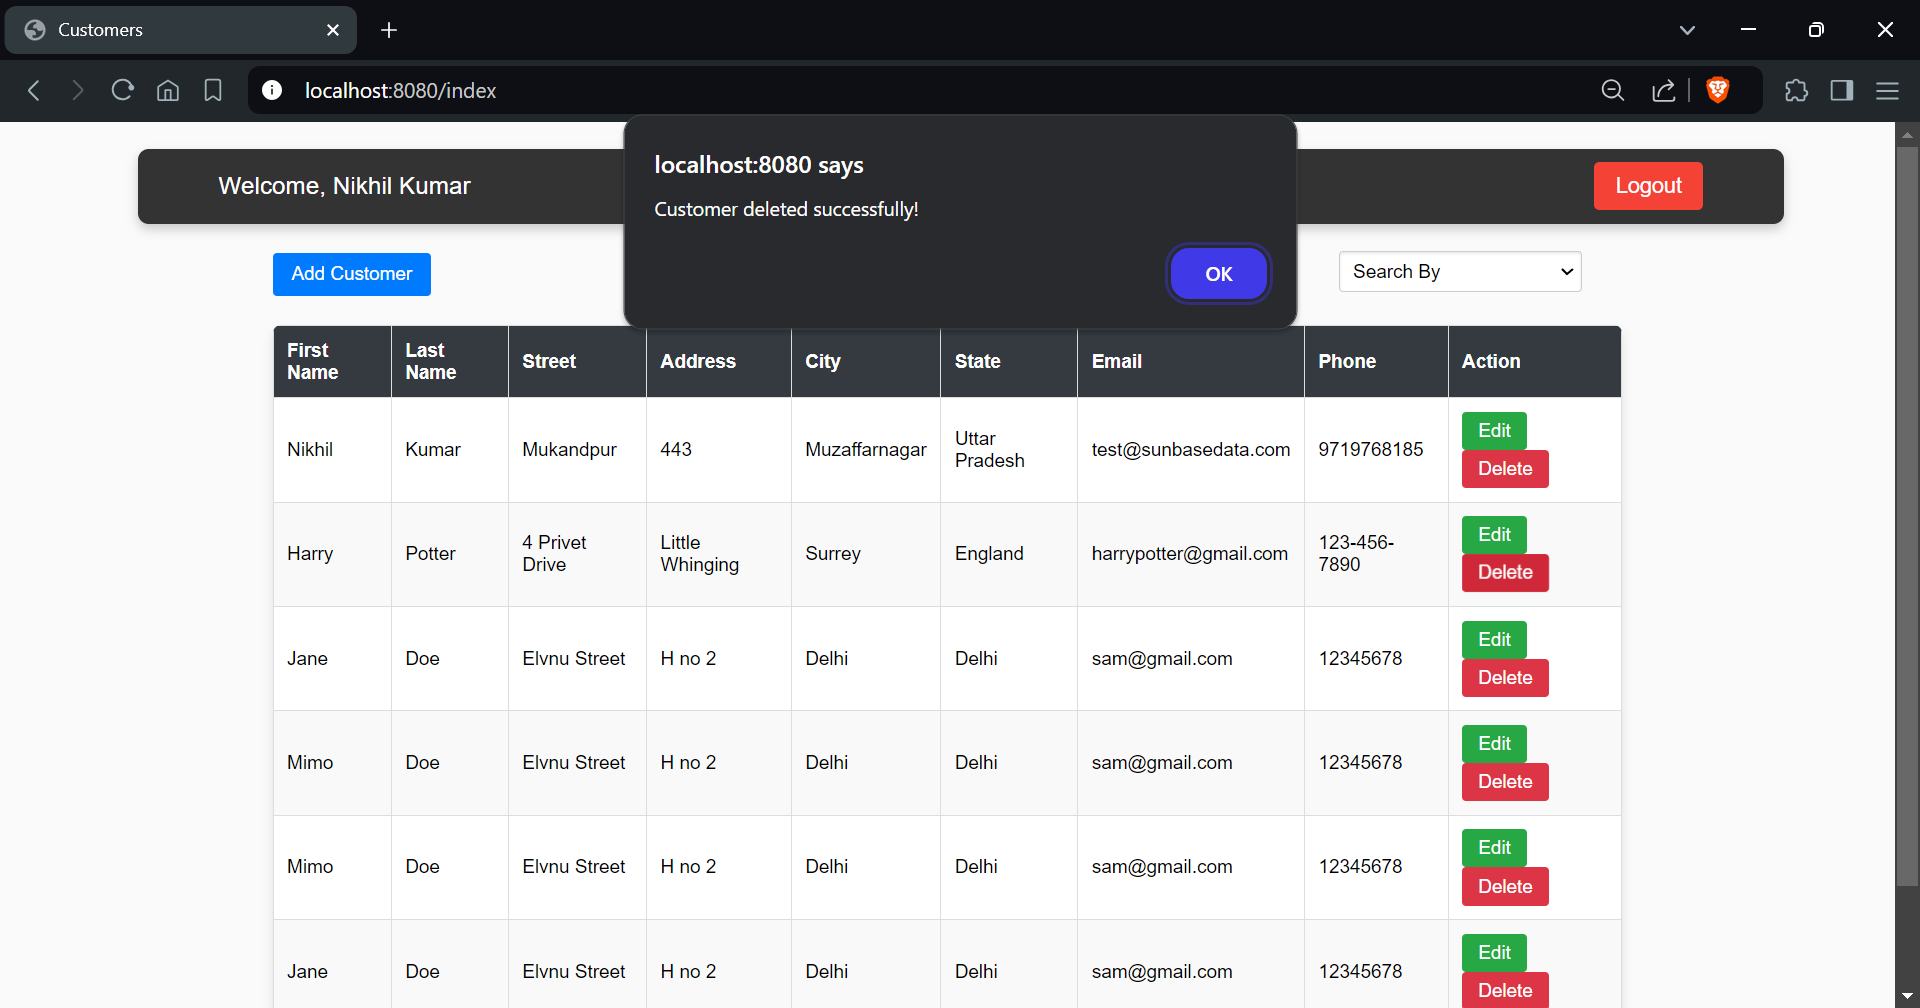 Customers
localhost:8080/index
localhost:8080 says
Customer deleted successfully!
OK
Welcome, Nikhil Kumar
Logout
Add Customer
Search By
First Name
Last Name
Street
Address
City
State
Email
Phone
Action
Nikhil
Kumar
Mukandpur
443
Muzaffarnagar
Uttar
Pradesh
test@sunbasedata.com
9719768185
Edit
Delete
Harry
Potter
4 Privet
Drive
Little
Whinging
Surrey
England
harrypotter@gmail.com
123-456-
7890
Edit
Delete
Jane
Doe
Elvnu Street
H no 2
Delhi
Delhi
sam@gmail.com
12345678
Edit
Delete
Mimo
Doe
Elvnu Street
H no 2
Delhi
Delhi
sam@gmail.com
12345678
Edit
Delete
Mimo
Doe
Elvnu Street
H no 2
Delhi
Delhi
sam@gmail.com
12345678
Edit
Delete
Jane
Doe
Elvnu Street
H no 2
Delhi
Delhi
sam@gmail.com
12345678
Edit
Delete